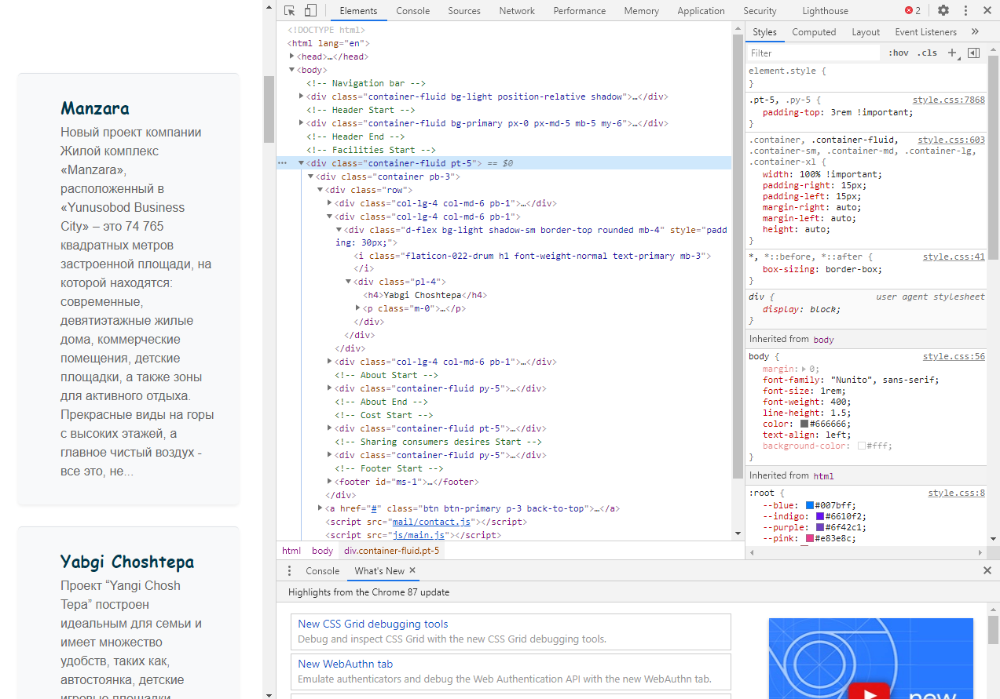 Manzara
Новый проект компании
Жилой комплекс
«Manzara»,
расположенный в
«Yunusobod Business
City» – это 74 765
квадратных метров
застроенной площади, на
которой находятся:
современные,
девятиэтажные жилые
дома, коммерческие
помещения, детские
площадки, а также зоны
для активного отдыха.
Прекрасные виды на горы
с высоких этажей, а
главное чистый воздух -
все это, не...
Yabgi Choshtepa
Проект “Yangi Chosh
Tepa” построен
идеальным для семьи и
имеет множество
удобств, таких как,
автостоянка, детские
игровые площадки
Elements Console Sources Network Performance Memory Application Security Lighthouse 2
<!DOCTYPE html>
<html lang="en">
<head>…</head>
<body>
<!-- Navigation bar -->
<div class="container-fluid bg-light position-relative shadow">…</div>
<!-- Header Start -->
<div class="container-fluid bg-primary px-0 px-md-5 mb-5 my-6">…</div>
<!-- Header End -->
<!-- Facilities Start -->
<div class="container-fluid pt-5"> == $0
<div class="container pb-3">
<div class="row">
<div class="col-lg-4 col-md-6 pb-1">…</div>
<div class="col-lg-4 col-md-6 pb-1">
<div class="d-flex bg-light shadow-sm border-top rounded mb-4" style="padd
ing: 30px;">
<i class="flaticon-022-drum h1 font-weight-normal text-primary mb-3">
</i>
<div class="pl-4">
<h4>Yabgi Choshtepa</h4>
<p class="m-0">…</p>
</div>
</div>
</div>
<div class="col-lg-4 col-md-6 pb-1">…</div>
<!-- About Start -->
<div class="container-fluid py-5">…</div>
<!-- About End -->
<!-- Cost Start -->
<div class="container-fluid pt-5">…</div>
<!-- Sharing consumers desires Start -->
<div class="container-fluid py-5">…</div>
<!-- Footer Start -->
<footer id="ms-1">…</footer>
</div>
<a href="#" class="btn btn-primary p-3 back-to-top">…</a>
<script src="mail/contact.js"></script>
<script src="js/main.js"></script>
html body div.container-fluid.pt-5
Styles Computed Layout Event Listeners »
Filter :hov .cls +
element.style {
}
.pt-5, .py-5 { style.css:7868
padding-top: 3rem !important;
}
.container, .container-fluid, style.css:603
.container-sm, .container-md, .container-lg,
.container-xl {
width: 100% !important;
padding-right: 15px;
padding-left: 15px;
margin-right: auto;
margin-left: auto;
height: auto;
}
*, *::before, *::after { style.css:41
box-sizing: border-box;
}
div { user agent stylesheet
display: block;
}
Inherited from body
body { style.css:56
margin: 0;
font-family: "Nunito", sans-serif;
font-size: 1rem;
font-weight: 400;
line-height: 1.5;
color: #666666;
text-align: left;
background-color: #fff;
}
Inherited from html
:root { style.css:8
--blue: #007bff;
--indigo: #6610f2;
--purple: #6f42c1;
--pink: #e83e8c;
Console What's New
Highlights from the Chrome 87 update
New CSS Grid debugging tools
Debug and inspect CSS Grid with the new CSS Grid debugging tools.
New WebAuthn tab
Emulate authenticators and debug the Web Authentication API with the new WebAuthn tab.
new